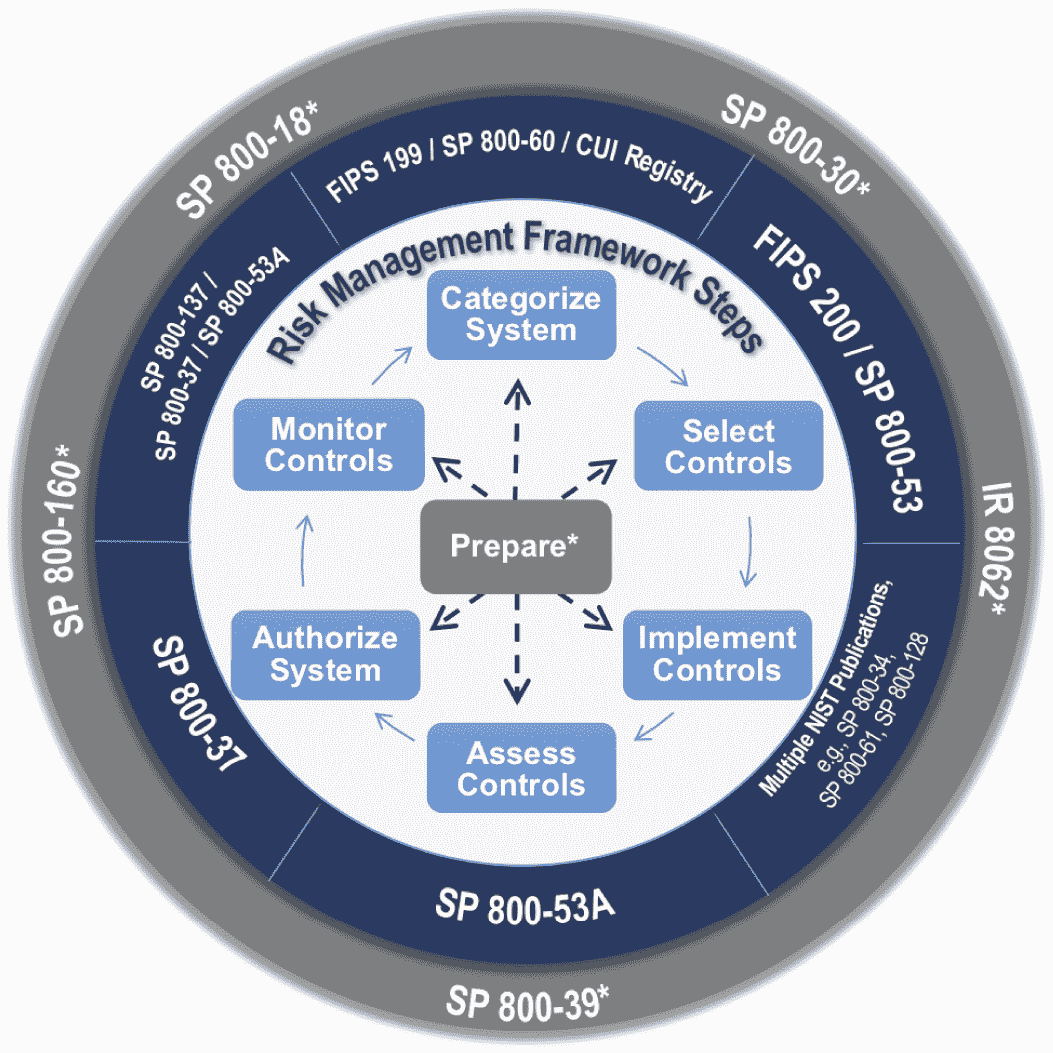 SP 800-18*
SP 800-30*
FIPS 199 / SP 800-60 / CUI Registry
FIPS 200 / SP 800-53
SP 800-137 /
SP 800-37 / SP 800-53A
Risk Management Framework Steps
Categorize
System
Monitor
Controls
Select
Controls
SP 800-160*
Prepare*
IR 8062*
Authorize
System
Implement
Controls
SP 800-37
Multiple NIST Publications,
e.g., SP 800-34,
SP 800-61, SP 800-128
Assess
Controls
SP 800-53A
SP 800-39*